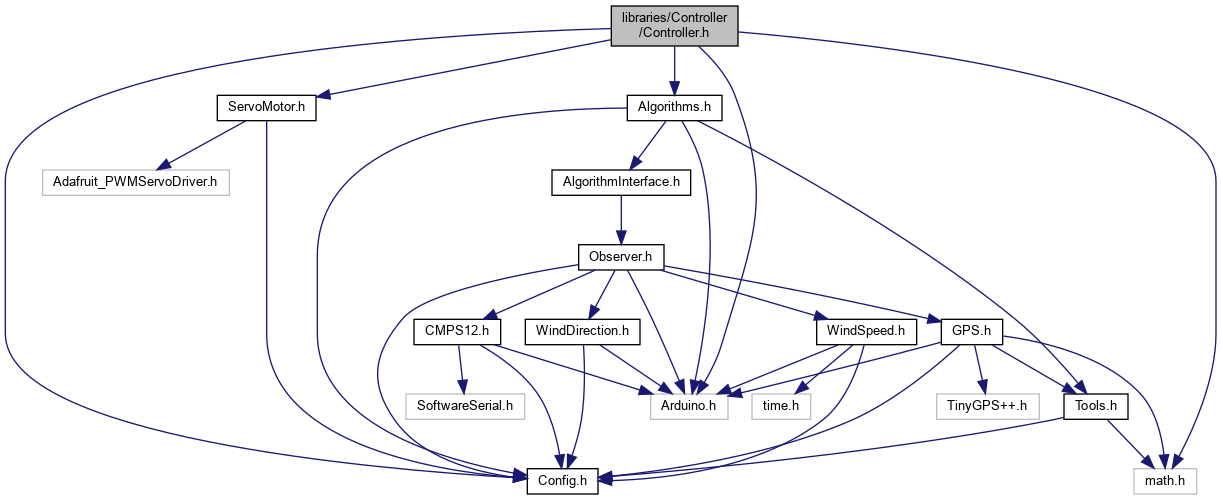 libraries/Controller
/Controller.h
ServoMotor.h
Algorithms.h
Adafruit_PWMServoDriver.h
AlgorithmInterface.h
Observer.h
CMPS12.h
WindDirection.h
WindSpeed.h
GPS.h
SoftwareSerial.h
Arduino.h
time.h
TinyGPS++.h
Tools.h
Config.h
math.h